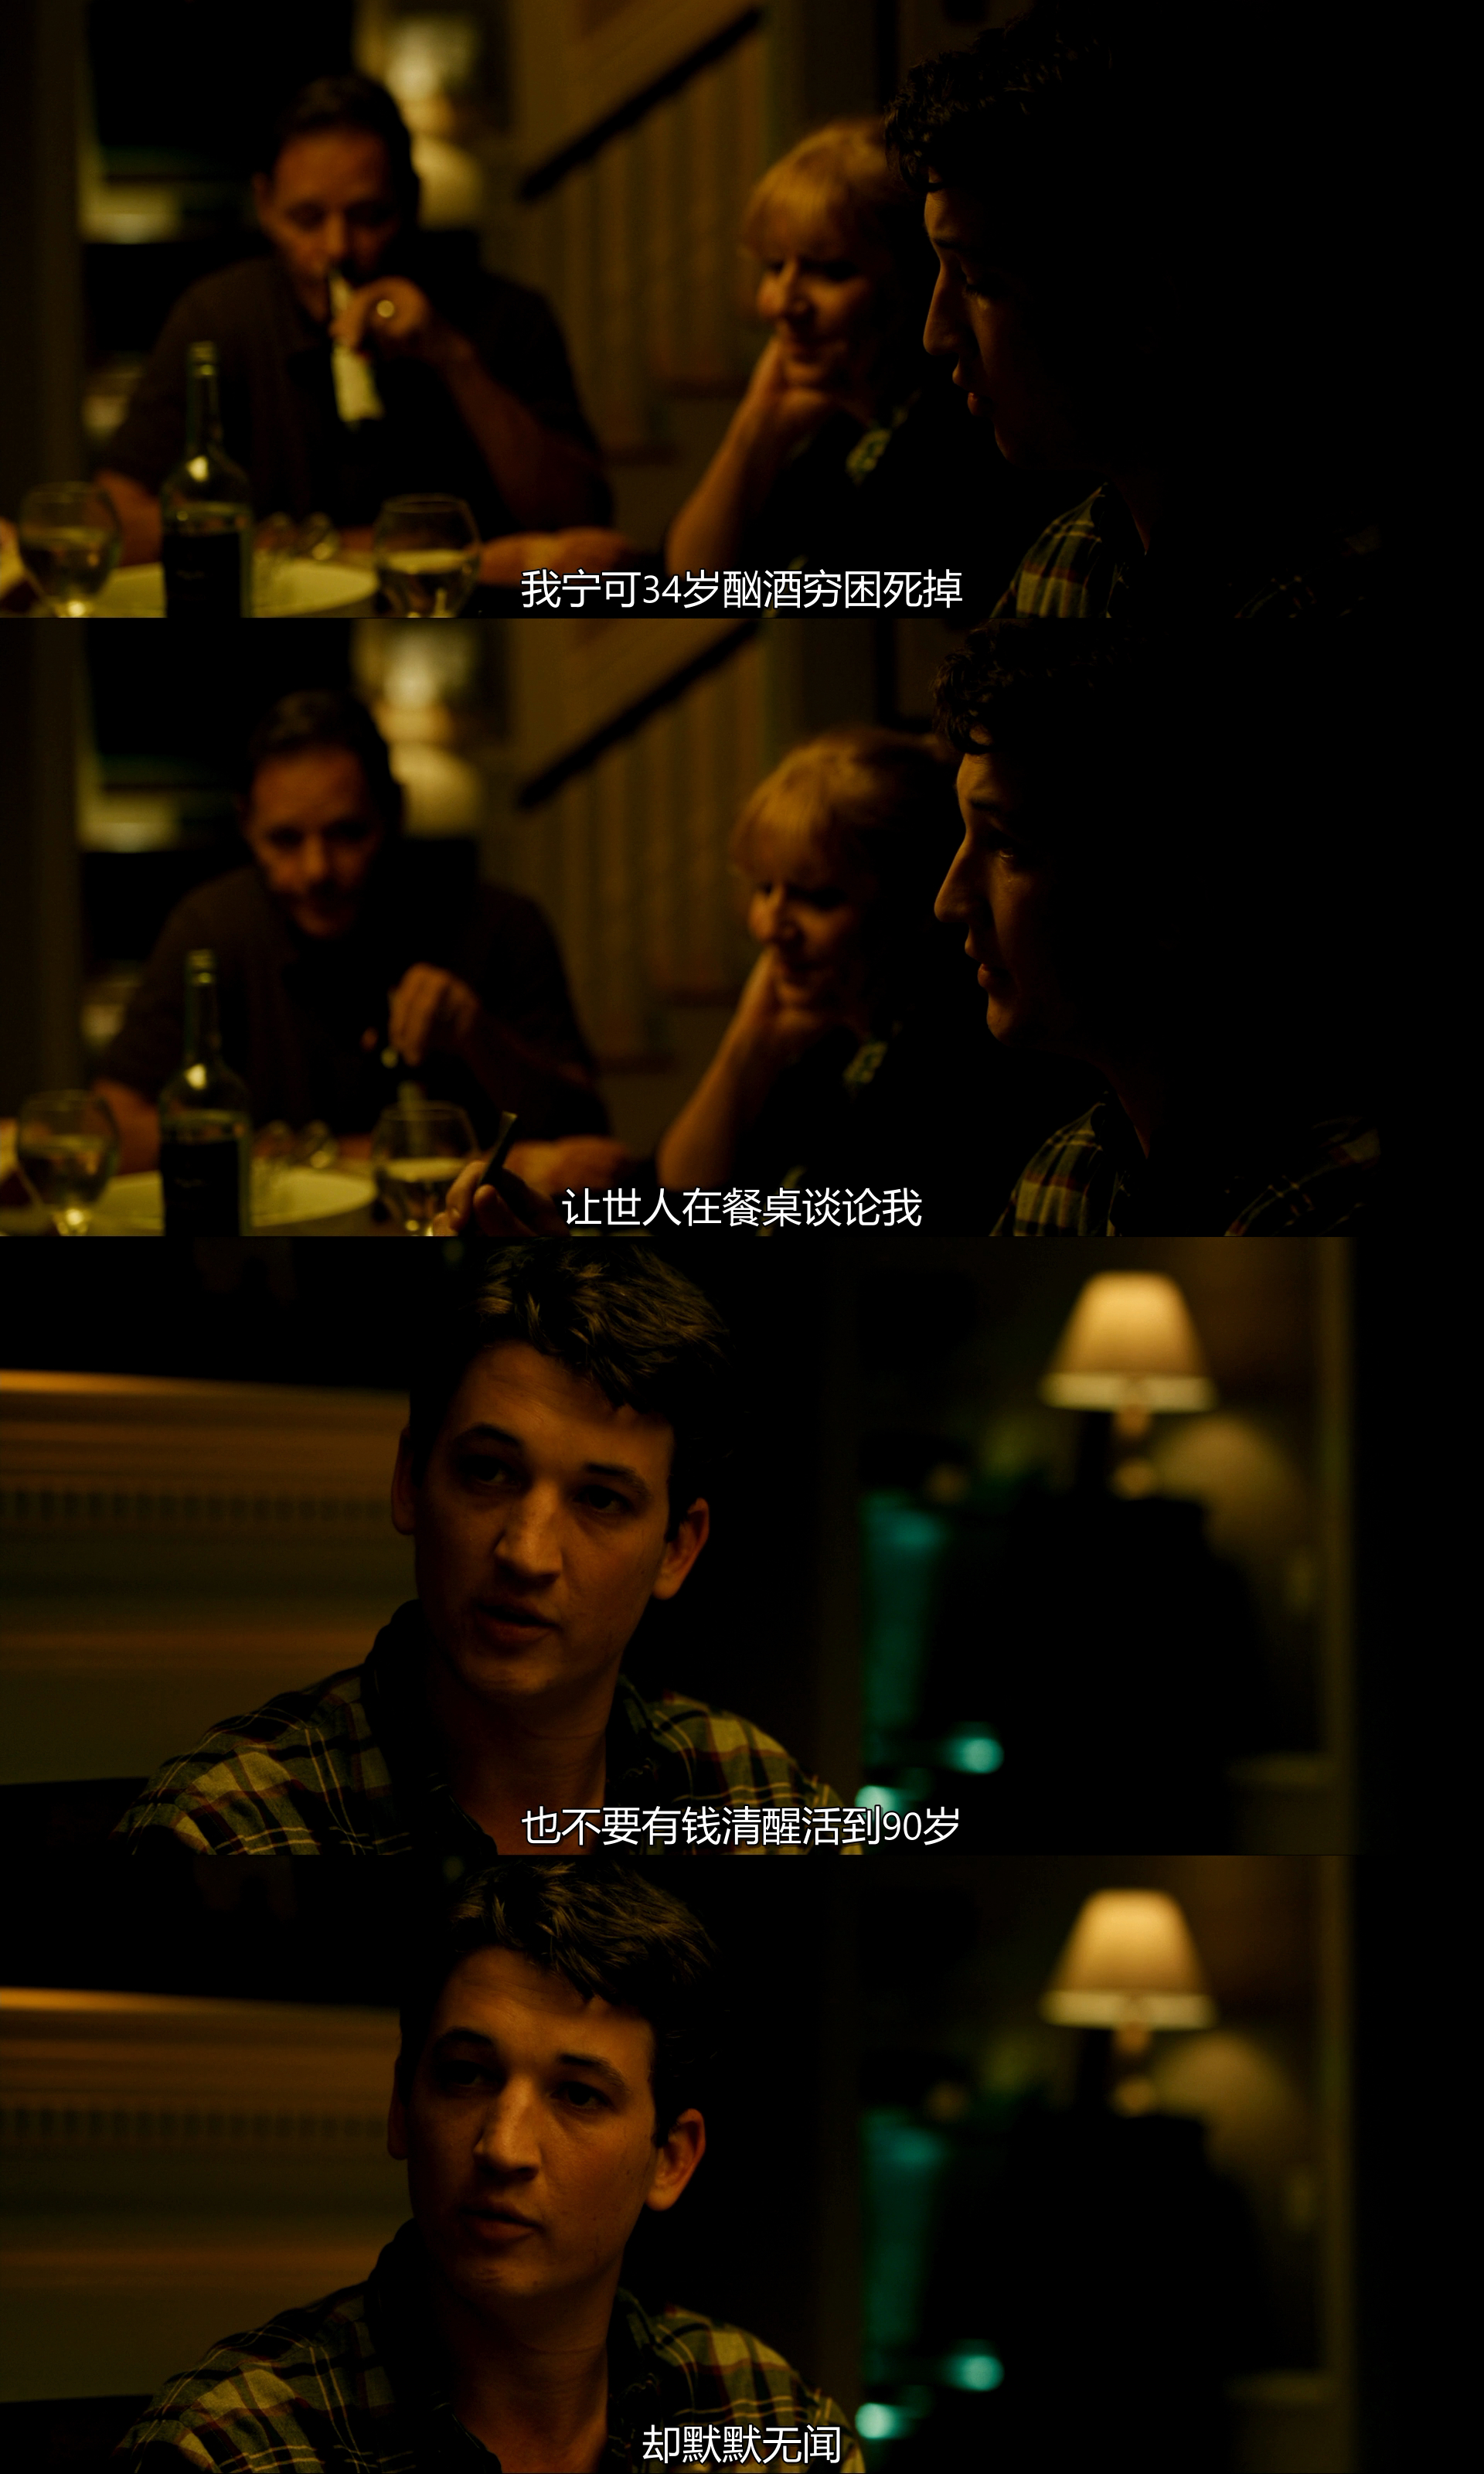 我宁可34岁酗酒穷困死掉
让世人在餐桌谈论我
也不要有钱清醒活到90岁
却默默无闻